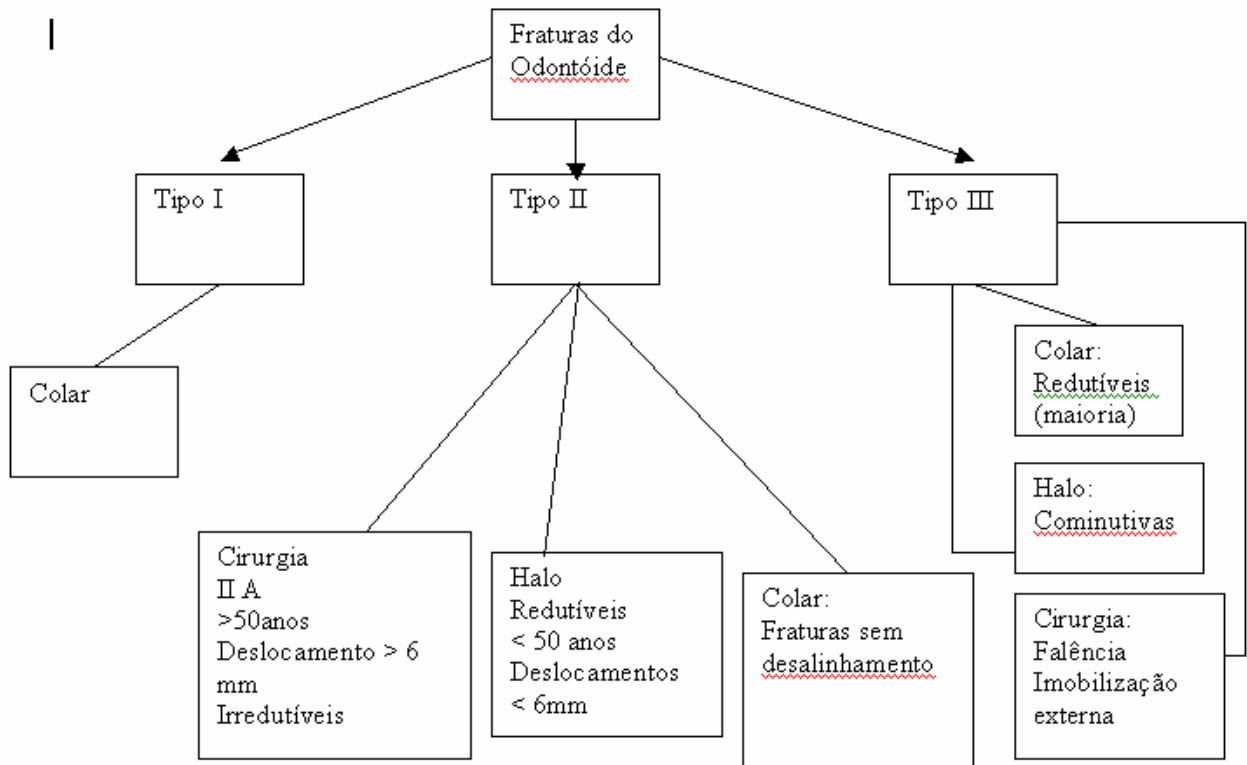 I
Fraturas do
Odontóide
Tipo I
Tipo II
Tipo III
Colar
Cirurgia
II A
>50anos
Deslocamento > 6
mm
Irredutíveis
Halo
Redutíveis
< 50 anos
Deslocamentos
< 6mm
Colar:
Fraturas sem
desalinhamento
Colar:
Redutíveis
(maioria)
Halo:
Cominutivas
Cirurgia:
Falência
Imobilização
externa